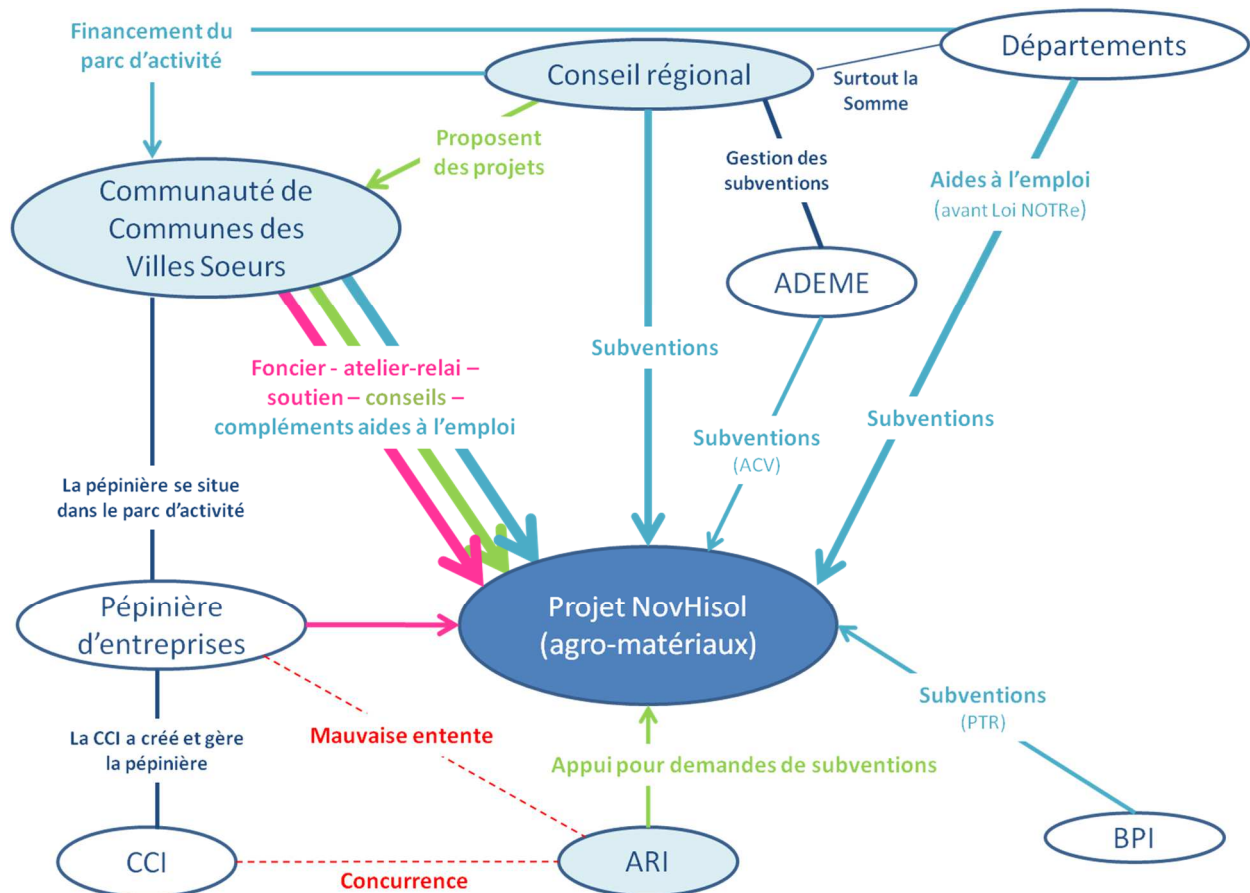 Financement du
parc d'activité
Départements
Conseil régional
Surtout la
Somme
Proposent
des projets
Gestion des
subventions
Communauté de
Communes des
Villes Soeurs
Aides à l'emploi
(avant Loi NOTRe)
ADEME
Subventions
Foncier - atelier-relai –
soutien – conseils –
compléments aides à l'emploi
Subventions
Subventions
(ACV)
La pépinière se situe
dans le parc d'activité
Pépinière
d'entreprises
Projet NovHisol
(agro-matériaux)
Subventions
(PTR)
La CCI a créé et gère
la pépinière
Mauvaise entente
Appui pour demandes de subventions
CCI
ARI
BPI
Concurrence